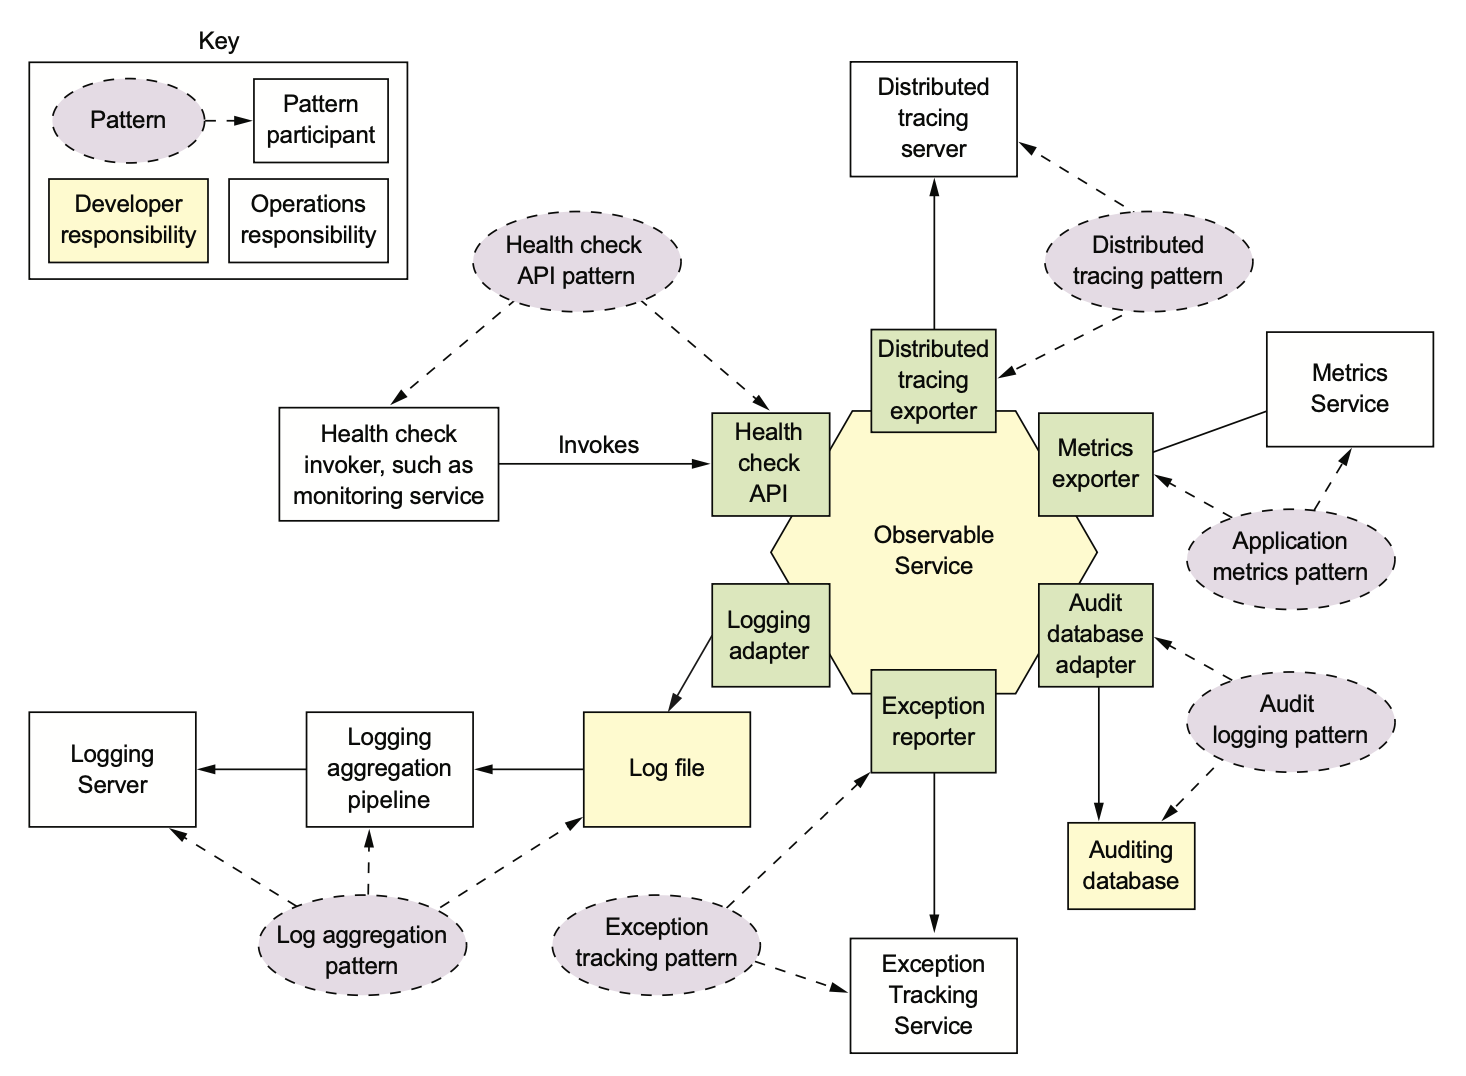 Key
Pattern
Pattern
participant
Developer
responsibility
Operations
responsibility
Distributed
tracing
server
Health check
API pattern
Distributed
tracing pattern
Distributed
tracing
exporter
Metrics
Service
Health check
invoker, such as
monitoring service
Invokes
Health
check
API
Metrics
exporter
Observable
Service
Application
metrics pattern
Logging
adapter
Audit
database
adapter
Exception
reporter
Audit
logging pattern
Logging
Server
Logging
aggregation
pipeline
Log file
Auditing
database
Log aggregation
pattern
Exception
tracking pattern
Exception
Tracking
Service